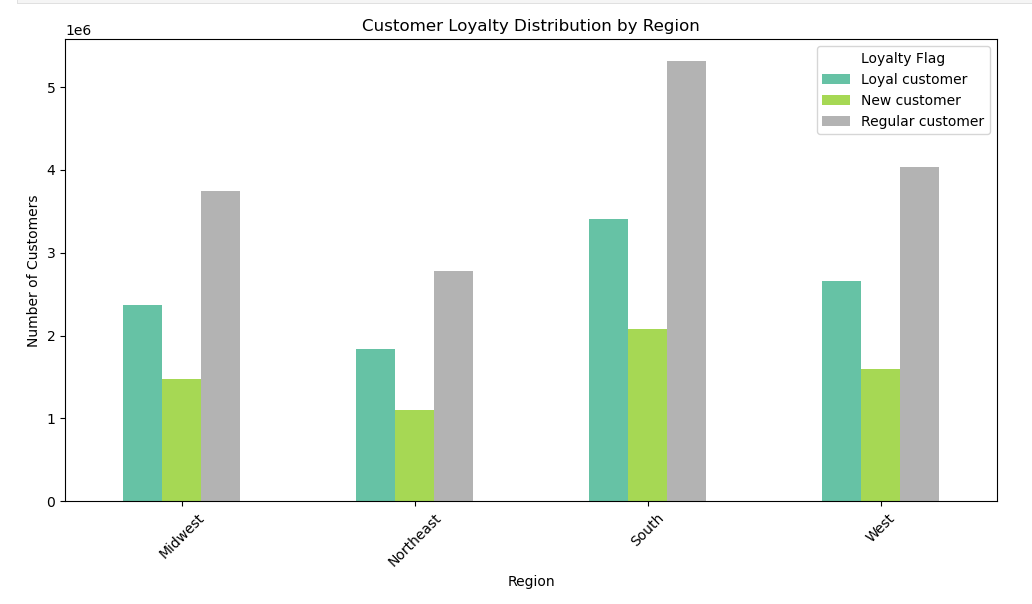 Customer Loyalty Distribution by Region
1e6
Loyalty Flag
Loyal customer
New customer
Regular customer
5
4
3
2
1
0
Number of Customers
Midwest
Northeast
South
West
Region